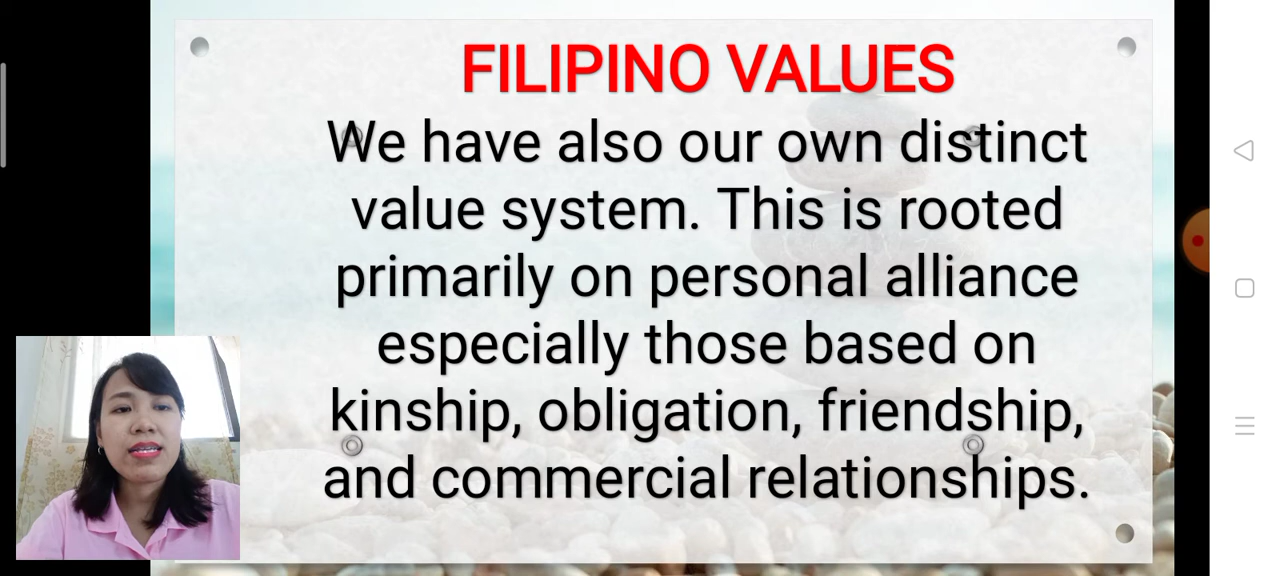 FILIPINO VALUES
We have also our own distinct
value system. This is rooted
primarily on personal alliance
especially those based on
kinship, obligation, friendship,
and commercial relationships.